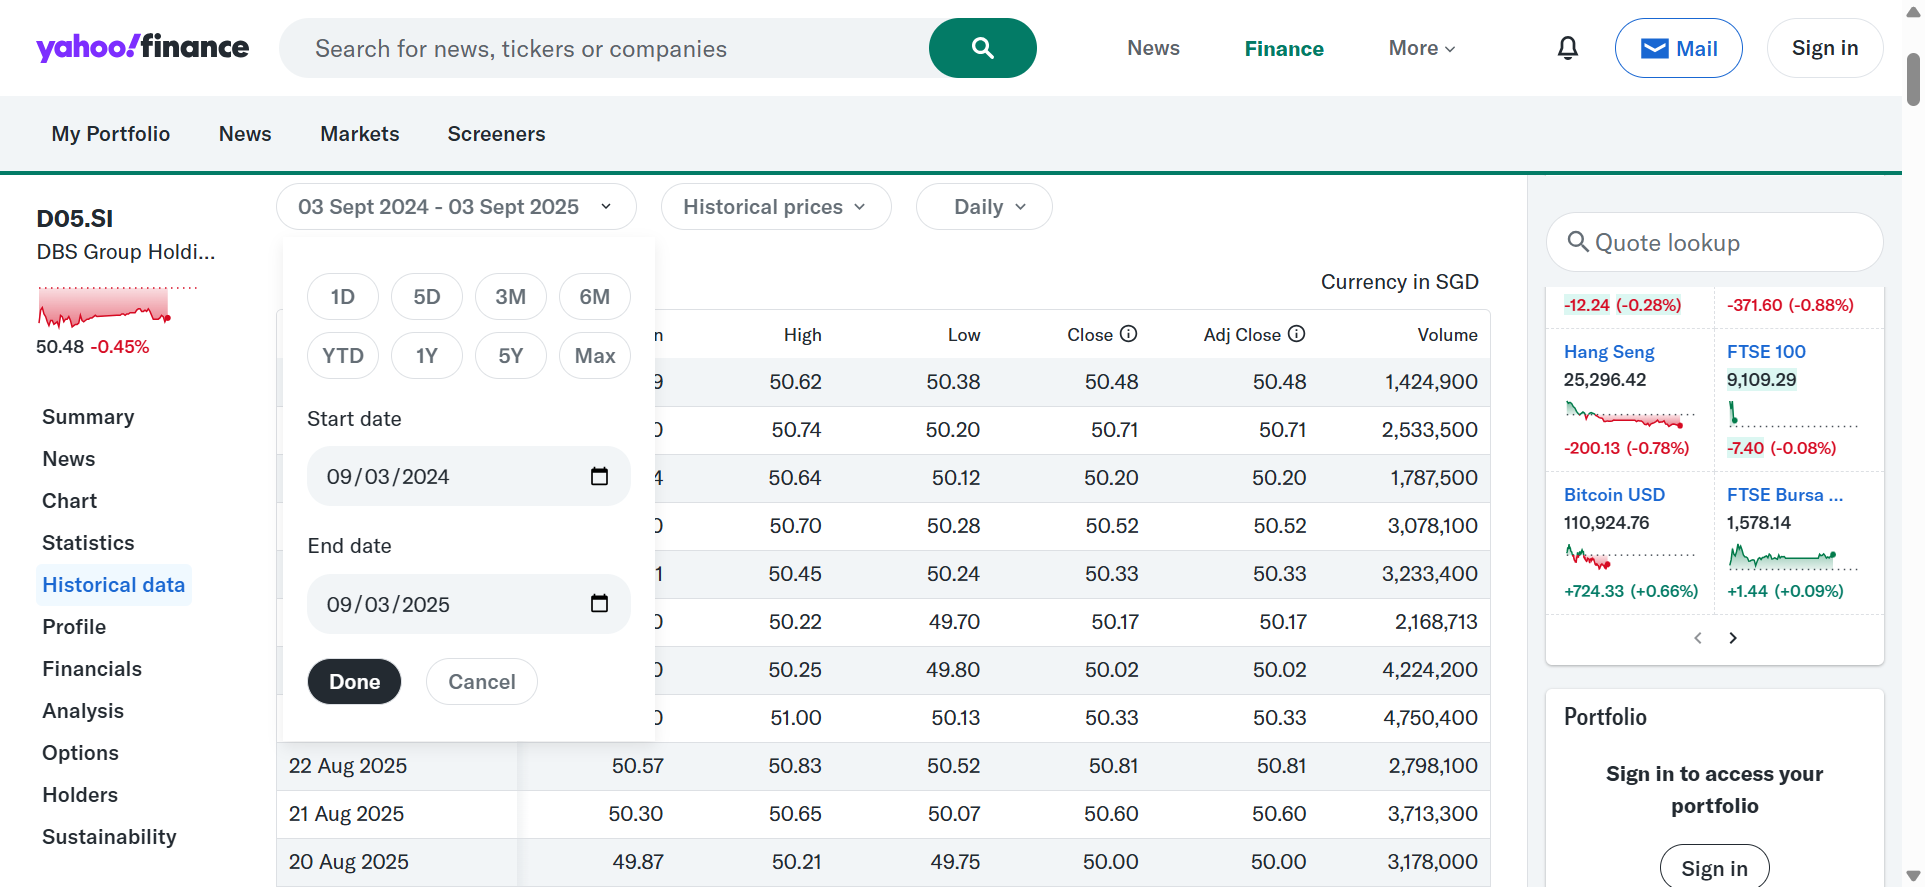 yahoo!finance
Search for news, tickers or companies
News
Finance
More
Mail
Sign in
My Portfolio
News
Markets
Screeners
D05.SI
DBS Group Holdi...
50.48 -0.45%
Summary
News
Chart
Statistics
Historical data
Profile
Financials
Analysis
Options
Holders
Sustainability
03 Sept 2024 - 03 Sept 2025
Historical prices
Daily
1D 5D 3M 6M
YTD 1Y 5Y Max
Start date
09/03/2024
End date
09/03/2025
Done
Cancel
Currency in SGD
n High Low Close Adj Close Volume
9 50.62 50.38 50.48 50.48 1,424,900
0 50.74 50.20 50.71 50.71 2,533,500
4 50.64 50.12 50.20 50.20 1,787,500
0 50.70 50.28 50.52 50.52 3,078,100
1 50.45 50.24 50.33 50.33 3,233,400
0 50.22 49.70 50.17 50.17 2,168,713
0 50.25 49.80 50.02 50.02 4,224,200
0 51.00 50.13 50.33 50.33 4,750,400
22 Aug 2025 50.57 50.83 50.52 50.81 50.81 2,798,100
21 Aug 2025 50.30 50.65 50.07 50.60 50.60 3,713,300
20 Aug 2025 49.87 50.21 49.75 50.00 50.00 3,178,000
Quote lookup
-12.24 (-0.28%)
-371.60 (-0.88%)
Hang Seng
25,296.42
-200.13 (-0.78%)
FTSE 100
9,109.29
-7.40 (-0.08%)
Bitcoin USD
110,924.76
+724.33 (+0.66%)
FTSE Bursa ...
1,578.14
+1.44 (+0.09%)
Portfolio
Sign in to access your
portfolio
Sign in